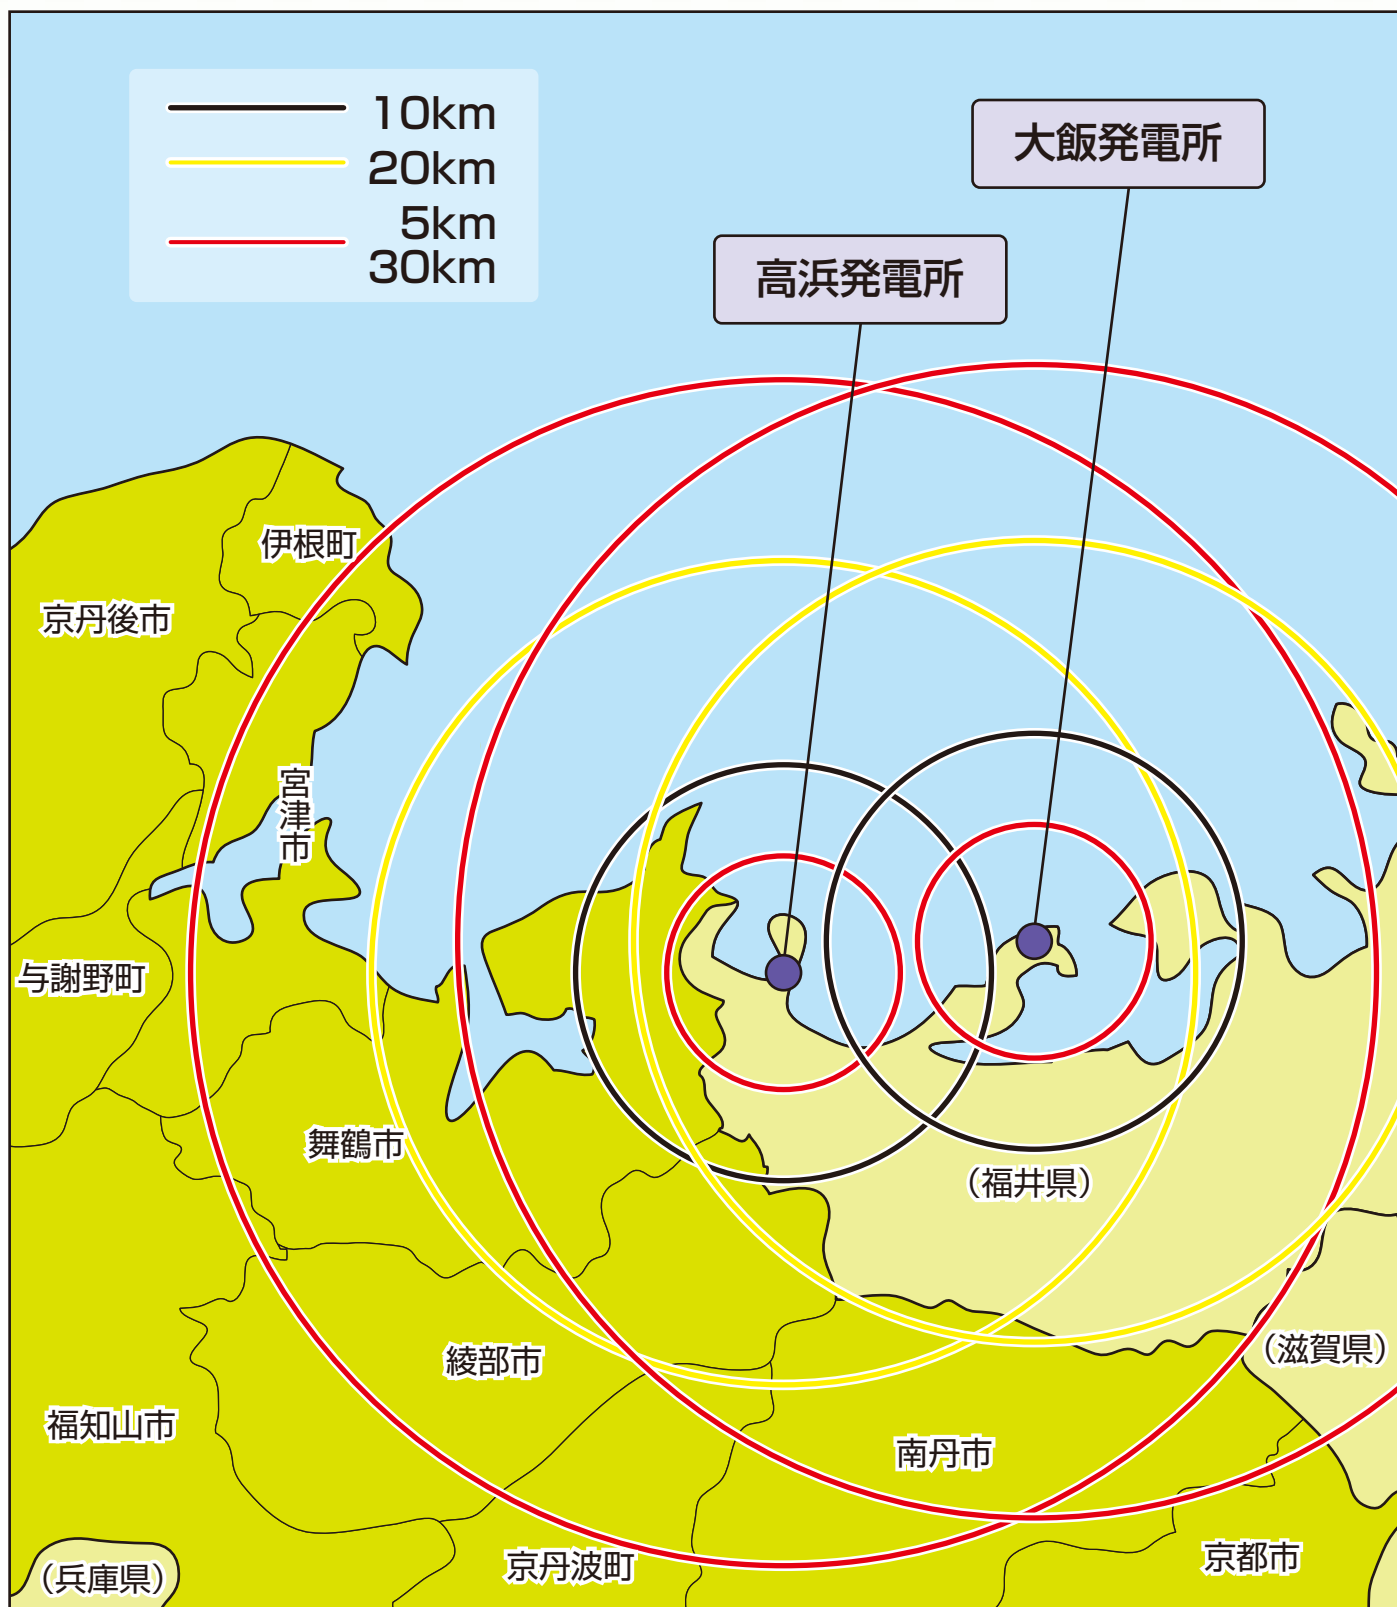 10km
20km
5km
30km
大飯発電所
高浜発電所
伊根町
京丹後市
宮津市
与謝野町
舞鶴市
（福井県）
（滋賀県）
綾部市
福知山市
南丹市
京丹波町
京都市
（兵庫県）